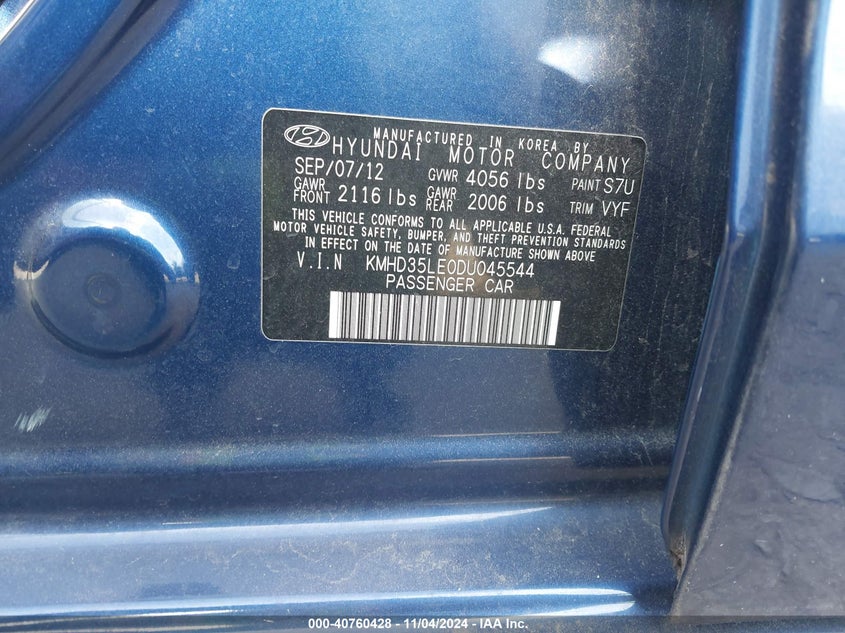 MANUFACTURED IN KOREA BY
HYUNDAI MOTOR COMPANY
SEP/07/12 GVWR 4056 lbs PAINT S7U
GAWR FRONT 2116 lbs GAWR REAR 2006 lbs TRIM VYF
THIS VEHICLE CONFORMS TO ALL APPLICABLE U.S.A. FEDERAL
MOTOR VEHICLE SAFETY, BUMPER, AND THEFT PREVENTION STANDARDS
IN EFFECT ON THE DATE OF MANUFACTURE SHOWN ABOVE
V.I.N KMHD35LE0DU045544
PASSENGER CAR
000-40760428 - 11/04/2024 - © IAA Inc.